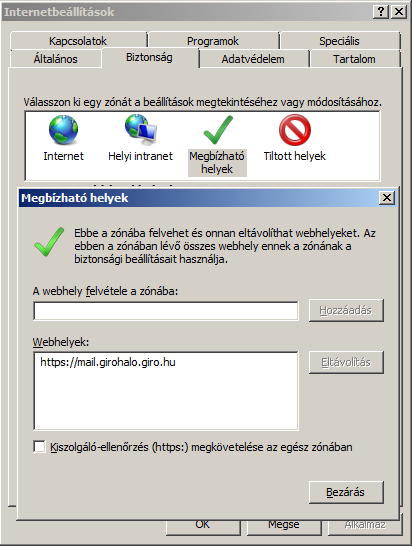 Internetbeállítások
Kapcsolatok Programok Speciális
Általános Biztonság Adatvédelem Tartalom
Válasszon ki egy zónát a beállítások megtekintéséhez vagy módosításához.
Internet Helyi intranet Megbízható helyek Tiltott helyek
Megbízható helyek
Ebbe a zónába felvehet és onnan eltávolíthat webhelyeket. Az
ebben a zónában lévő összes webhely ennek a zónának a
biztonsági beállításait használja.
A webhely felvétele a zónába:
Hozzáadás
Webhelyek:
https://mail.girohalo.giro.hu
Eltávolítás
Kiszolgáló-ellenőrzés (https:) megkövetelése az egész zónában
Bezárás
OK Mégse Alkalmaz